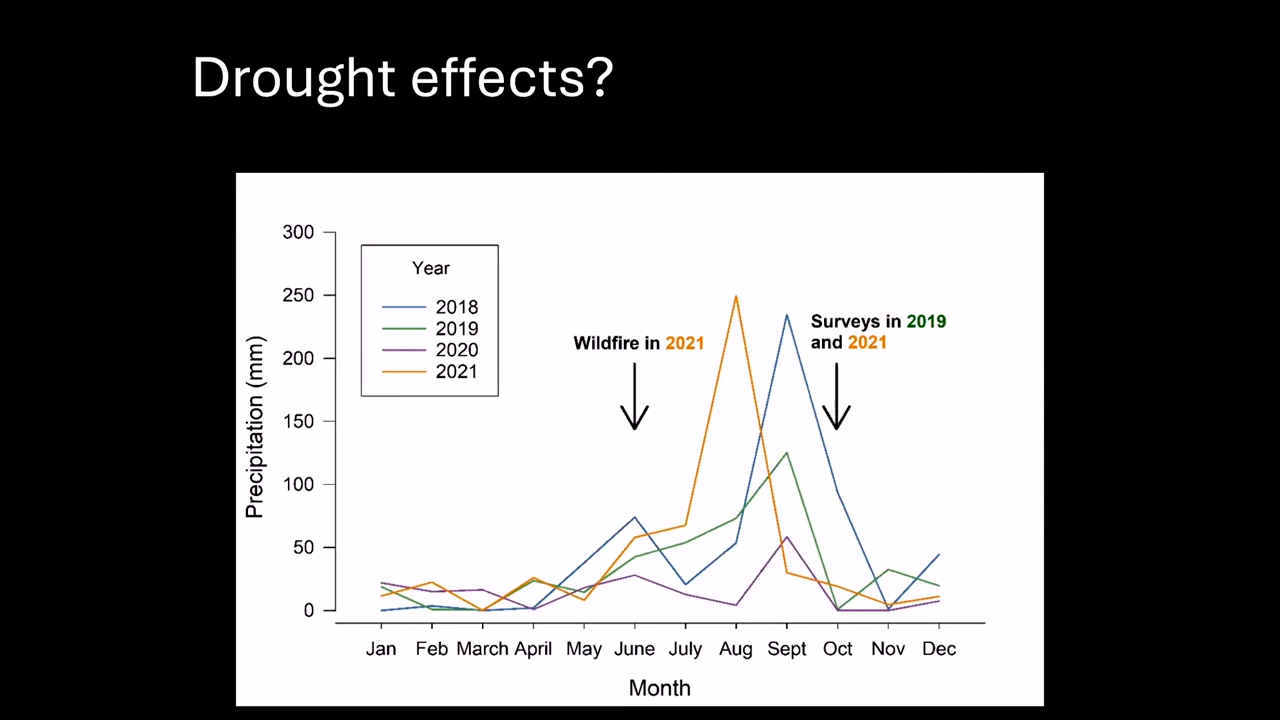 Drought effects?
300
250
200
150
100
50
0
Precipitation (mm)
Year
2018
2019
2020
2021
Wildfire in 2021
Surveys in 2019
and 2021
Jan Feb March April May June July Aug Sept Oct Nov Dec
Month